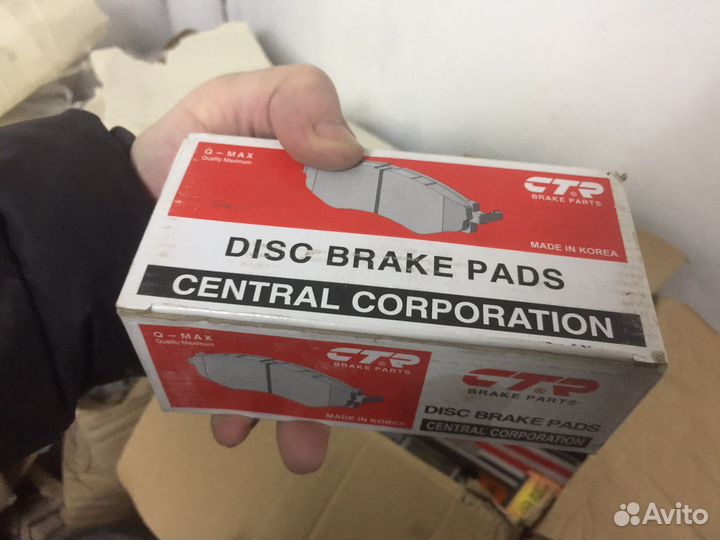 Q-MAX
Quality Maximum
CTR
BRAKE PARTS
MADE IN KOREA
DISC BRAKE PADS
CENTRAL CORPORATION
Q-MAX
Quality Maximum
CTR
BRAKE PARTS
MADE IN KOREA
CTR
BRAKE PARTS
DISC BRAKE PADS
CENTRAL CORPORATION
Avito